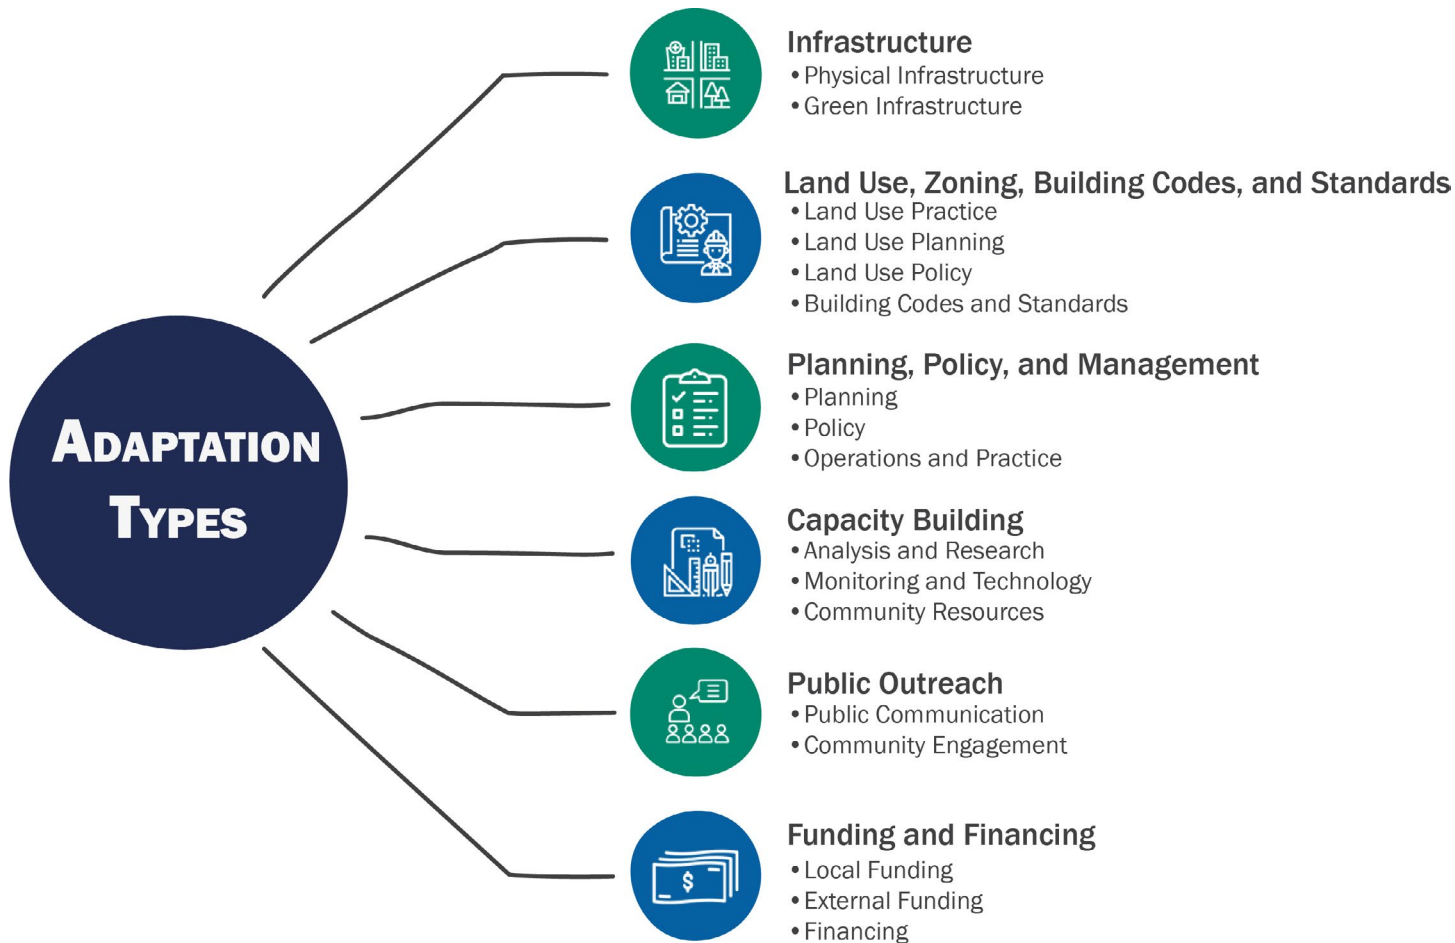 ADAPTATION
TYPES
Infrastructure
• Physical Infrastructure
• Green Infrastructure
Land Use, Zoning, Building Codes, and Standards
• Land Use Practice
• Land Use Planning
• Land Use Policy
• Building Codes and Standards
Planning, Policy, and Management
• Planning
• Policy
• Operations and Practice
Capacity Building
• Analysis and Research
• Monitoring and Technology
• Community Resources
Public Outreach
• Public Communication
• Community Engagement
$
Funding and Financing
• Local Funding
• External Funding
• Financing